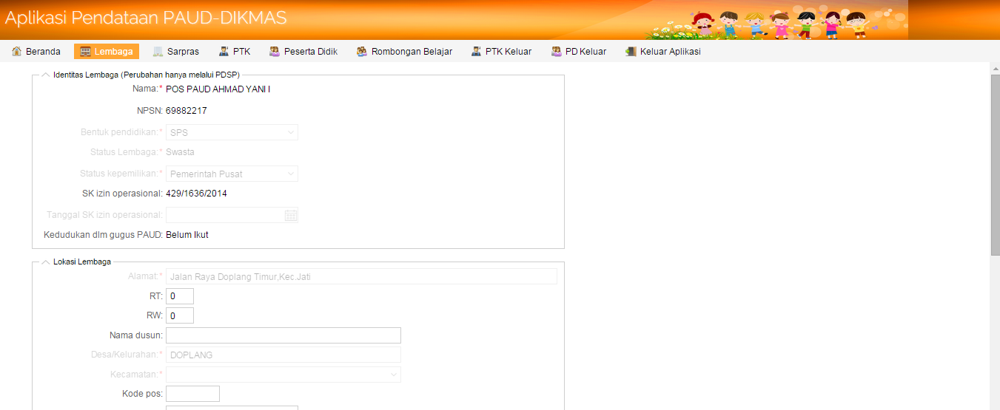 Aplikasi Pendataan PAUD-DIKMAS
Beranda Lembaga Sarpras PTK Peserta Didik Rombongan Belajar PTK Keluar PD Keluar Keluar Aplikasi
Identitas Lembaga (Perubahan hanya melalui PDSP)
Nama:* POS PAUD AHMAD YANI I
NPSN: 69882217
Bentuk pendidikan:* SPS
Status Lembaga:* Swasta
Status kepemilikan:* Pemerintah Pusat
SK izin operasional: 429/1636/2014
Tanggal SK izin operasional:
Kedudukan dlm gugus PAUD: Belum Ikut
Lokasi Lembaga
Alamat:* Jalan Raya Doplang Timur,Kec.Jati
RT: 0
RW: 0
Nama dusun:
Desa/Kelurahan:* DOPLANG
Kecamatan:*
Kode pos: